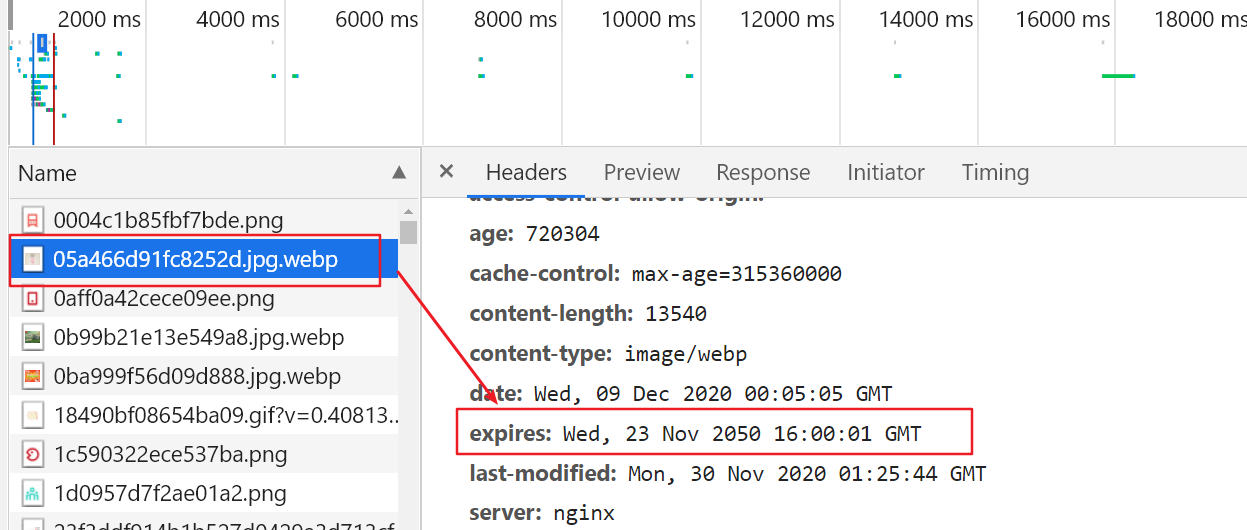 2000 ms 4000 ms 6000 ms 8000 ms 10000 ms 12000 ms 14000 ms 16000 ms 18000 ms
Name
Headers Preview Response Initiator Timing
0004c1b85fbf7bde.png
05a466d91fc8252d.jpg.webp
0aff0a42cece09ee.png
0b99b21e13e549a8.jpg.webp
0ba999f56d09d888.jpg.webp
18490bf08654ba09.gif?v=0.40813...
1c590322ece537ba.png
1d0957d7f2ae01a2.png
access-control-allow-origin:
age: 720304
cache-control: max-age=315360000
content-length: 13540
content-type: image/webp
date: Wed, 09 Dec 2020 00:05:05 GMT
expires: Wed, 23 Nov 2050 16:00:01 GMT
last-modified: Mon, 30 Nov 2020 01:25:44 GMT
server: nginx